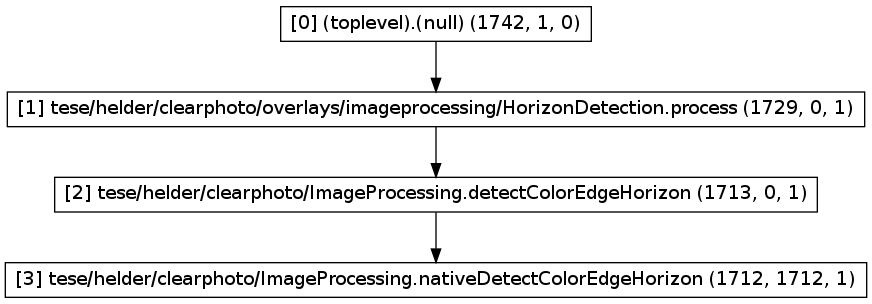 [0] (toplevel).(null) (1742, 1, 0)
[1] tese/helder/clearphoto/overlays/imageprocessing/HorizonDetection.process (1729, 0, 1)
[2] tese/helder/clearphoto/ImageProcessing.detectColorEdgeHorizon (1713, 0, 1)
[3] tese/helder/clearphoto/ImageProcessing.nativeDetectColorEdgeHorizon (1712, 1712, 1)